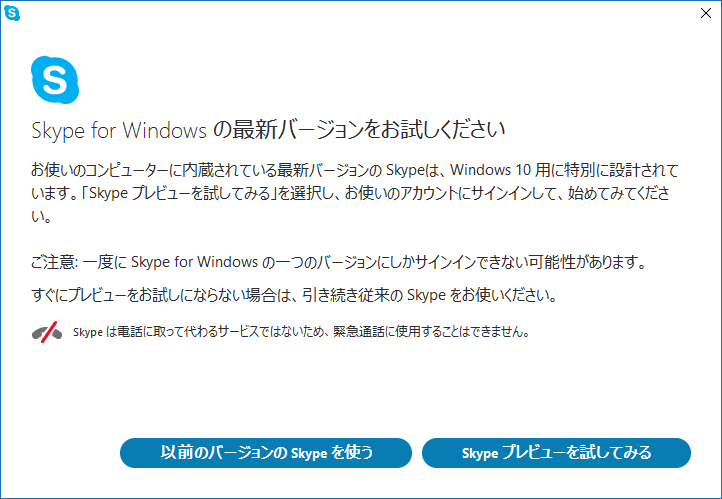 S
S
Skype for Windows の最新バージョンをお試しください
お使いのコンピューターに内蔵されている最新バージョンの Skypeは、Windows 10 用に特別に設計されて
います。「Skype プレビューを試してみる」を選択し、お使いのアカウントにサインインして、始めてみてくださ
い。
ご注意: 一度に Skype for Windows の一つのバージョンにしかサインインできない可能性があります。
すぐにプレビューをお試しにならない場合は、引き続き従来の Skype をお使いください。
Skype は電話に取って代わるサービスではないため、緊急通話に使用することはできません。
以前のバージョンの Skype を使う
Skype プレビューを試してみる